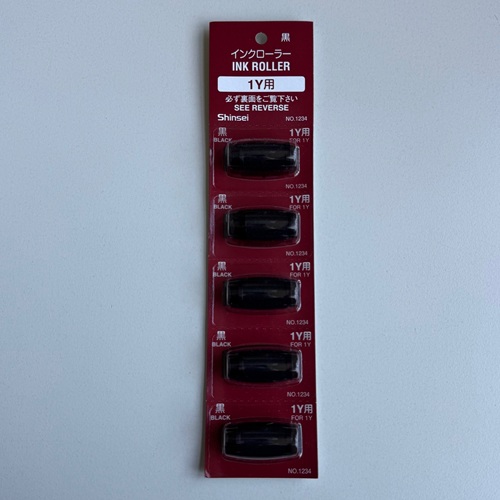 黒
インクローラー
INK ROLLER
1Y用
必ず裏面をご覧下さい
SEE REVERSE
Shinsei NO.1234
黒 1Y用
BLACK FOR 1Y
NO.1234
黒 1Y用
BLACK FOR 1Y
NO.1234
黒 1Y用
BLACK FOR 1Y
NO.1234
黒 1Y用
BLACK FOR 1Y
NO.1234
黒 1Y用
BLACK FOR 1Y
NO.1234